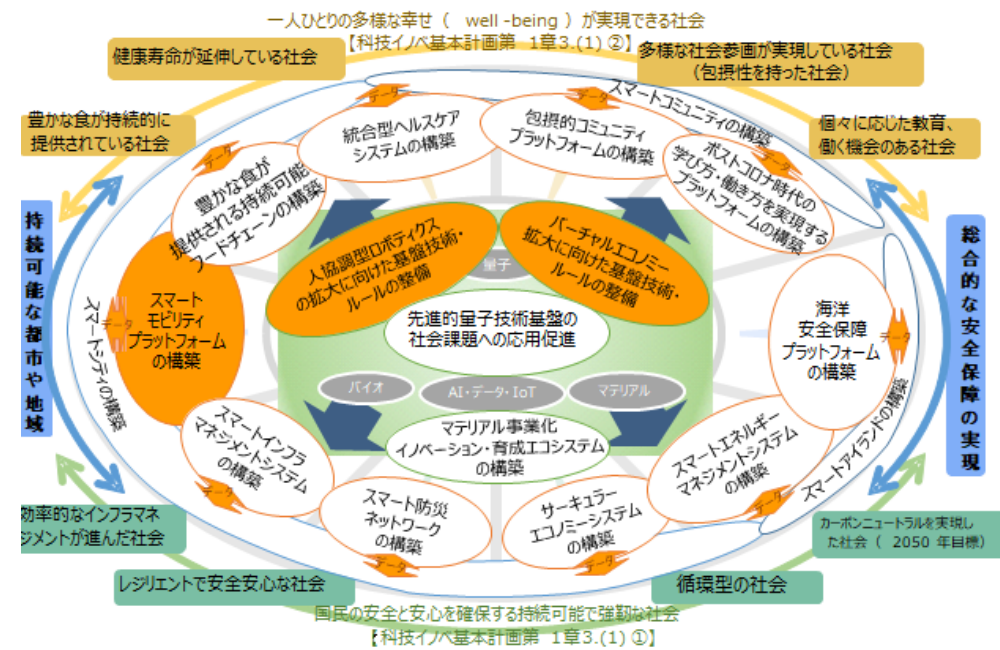 一人ひとりの多様な幸せ（ well-being ）が実現できる社会
【科技イノベ基本計画第 1章3.(1) ②】
健康寿命が延伸している社会
多様な社会参画が実現している社会
（包摂性を持った社会）
豊かな食が持続的に
提供されている社会
個々に応じた教育、
働く機会のある社会
スマートコミュニティの構築
データ
統合型ヘルスケア
システムの構築
データ
包摂的コミュニティ
プラットフォームの構築
データ
豊かな食が
提供される持続可能
フードチェーンの構築
データ
ポストコロナ時代の
学び方・働き方を実現する
プラットフォームの構築
持続可能な都市や地域
総合的な安全保障の実現
人協調型ロボティクス
の拡大に向けた基盤技術・
ルールの整備
バーチャルエコノミー
拡大に向けた基盤技術・
ルールの整備
量子
先進的量子技術基盤の
社会課題への応用促進
スマートシティの構築
データ
スマート
モビリティ
プラットフォーム
の構築
海洋
安全保障
プラットフォーム
の構築
データ
バイオ
AI・データ・IoT
マテリアル
マテリアル事業化
イノベーション・育成エコシステム
の構築
スマートインフラ
マネジメントシステム
の構築
データ
スマートエネルギー
マネジメントシステム
の構築
データ
スマートアイランドの構築
スマート防災
ネットワーク
の構築
データ
サーキュラー
エコノミーシステム
の構築
データ
効率的なインフラマネ
ジメントが進んだ社会
カーボンニュートラルを実現し
た社会（ 2050 年目標）
レジリエントで安全安心な社会
循環型の社会
国民の安全と安心を確保する持続可能で強靭な社会
【科技イノベ基本計画第 1章3.(1) ①】